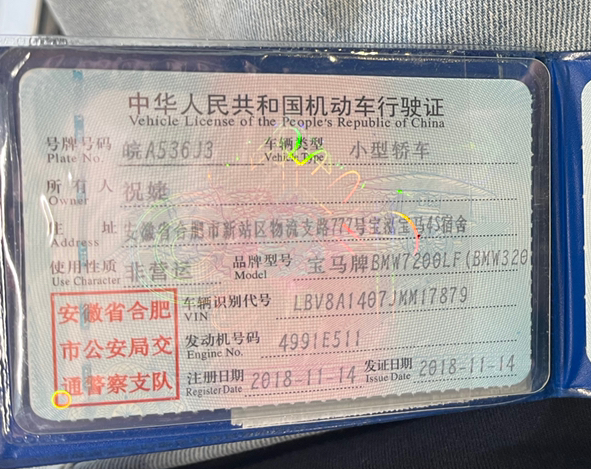 中华人民共和国机动车行驶证
Vehicle License of the People's Republic of China
号牌号码 皖A536J3 车辆类型 小型轿车
Plate No. Vehicle Type
所有人 祝婕
Owner
住址 安徽省合肥市新站区物流支路777号宝泓宝马4S宿舍
Address
使用性质 非营运 品牌型号 宝马牌BMW7200LF(BMW320
Use Character Model
安徽省合肥
市公安局交
通警察支队
车辆识别代号 LBV8A1407JMM17879
VIN
发动机号码 4991E511
Engine No.
注册日期 2018-11-14 发证日期 2018-11-14
Register Date Issue Date